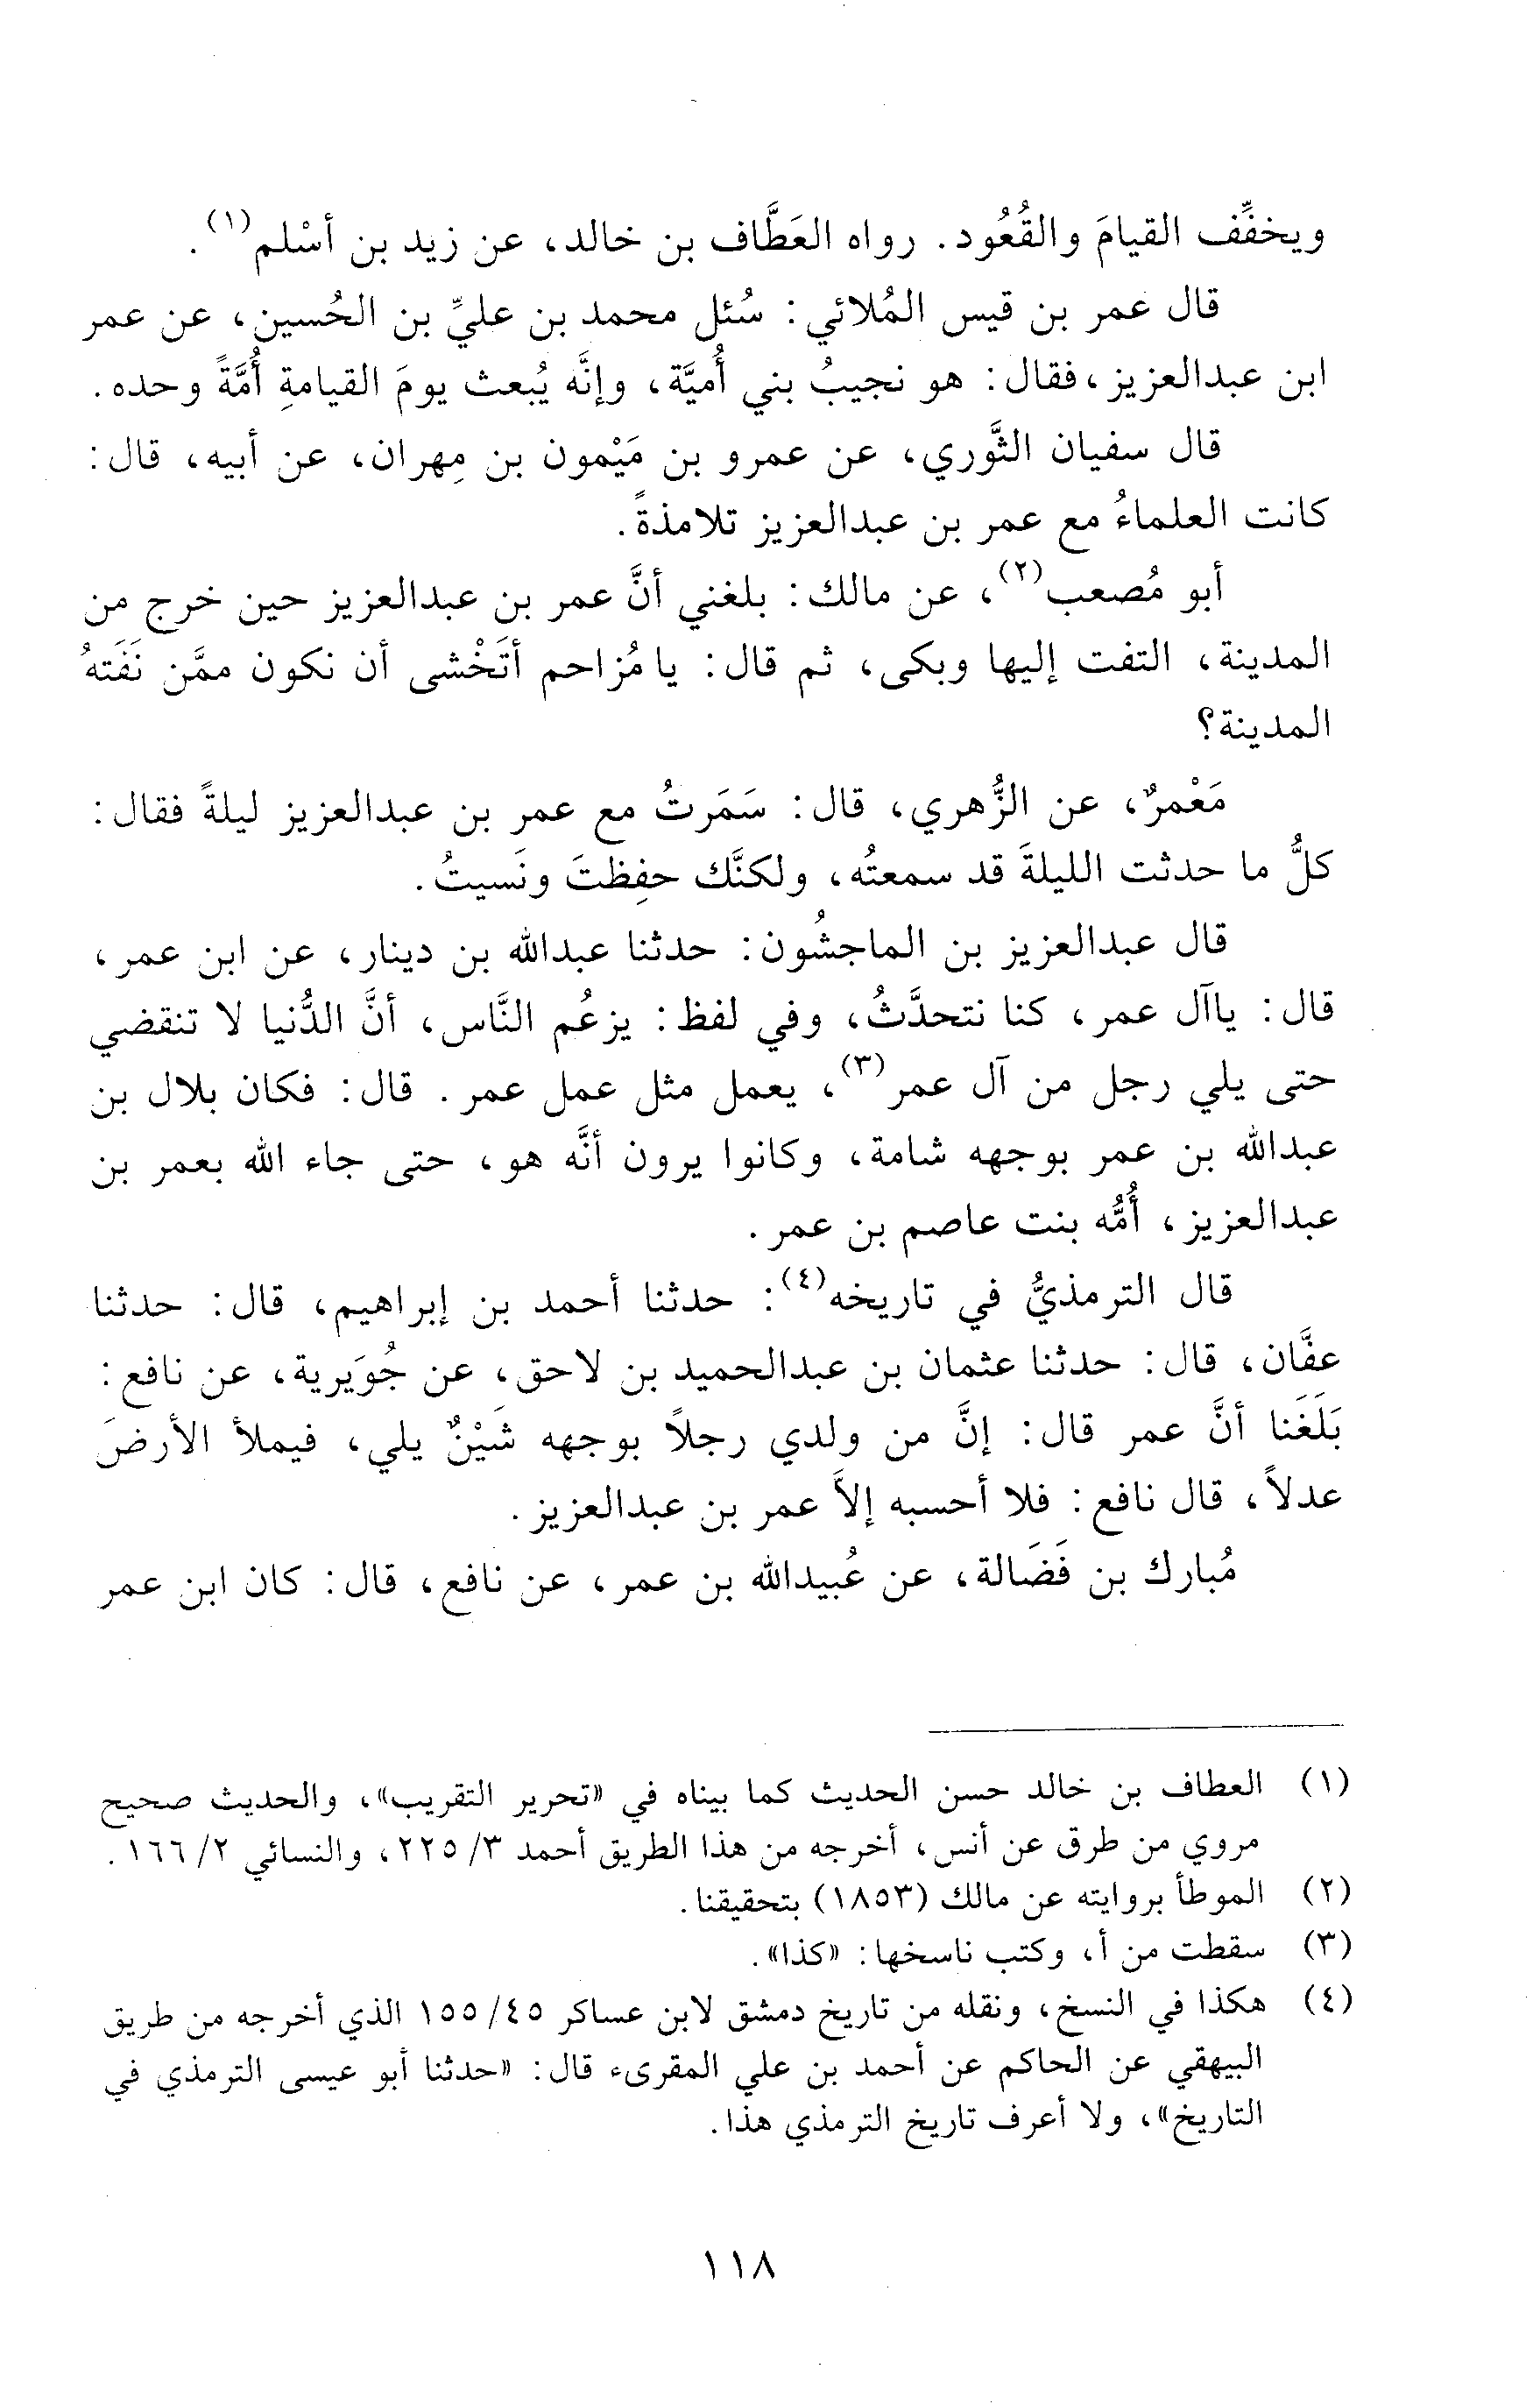 ويخفِّف القيامَ والقُعُود. رواه العَطَّاف بن خالد، عن زيد بن أسْلم(١).
قال عمر بن قيس المُلائي: سُئل محمد بن عليِّ بن الحُسين، عن عمر
ابن عبدالعزيز، فقال: هو نجيبُ بني أُميَّة، وإنَّه يُبعث يومَ القيامةِ أُمَّةً وحده.
قال سفيان الثَّوري، عن عمرو بن مَيْمون بن مِهران، عن أبيه، قال:
كانت العلماءُ مع عمر بن عبدالعزيز تلامذةً.
أبو مُصعب(٢)، عن مالك: بلغني أنَّ عمر بن عبدالعزيز حين خرج من
المدينة، التفت إليها وبكى، ثم قال: يا مُزاحم أتَخْشى أن نكون ممَّن نَفَتهُ
المدينة؟
مَعْمرٌ، عن الزُّهري، قال: سَمَرتُ مع عمر بن عبدالعزيز ليلةً فقال:
كلُّ ما حدثت الليلةَ قد سمعتُه، ولكنَّك حفِظتَ ونَسيتُ.
قال عبدالعزيز بن الماجشُون: حدثنا عبدالله بن دينار، عن ابن عمر،
قال: ياآل عمر، كنا نتحدَّثُ، وفي لفظ: يزعُم النَّاس، أنَّ الدُّنيا لا تنقضي
حتى يلي رجل من آل عمر(٣)، يعمل مثل عمل عمر. قال: فكان بلال بن
عبدالله بن عمر بوجهه شامة، وكانوا يرون أنَّه هو، حتى جاء الله بعمر بن
عبدالعزيز، أُمُّه بنت عاصم بن عمر.
قال الترمذيُّ في تاريخه(٤): حدثنا أحمد بن إبراهيم، قال: حدثنا
عفَّان، قال: حدثنا عثمان بن عبدالحميد بن لاحق، عن جُوَيرية، عن نافع:
بَلَغَنا أنَّ عمر قال: إنَّ من ولدي رجلاً بوجهه شَيْنٌ يلي، فيملأ الأرضَ
عدلاً، قال نافع: فلا أحسبه إلاَّ عمر بن عبدالعزيز.
مُبارك بن فَضَالة، عن عُبيدالله بن عمر، عن نافع، قال: كان ابن عمر
(١) العطاف بن خالد حسن الحديث كما بيناه في «تحرير التقريب»، والحديث صحيح
مروي من طرق عن أنس، أخرجه من هذا الطريق أحمد ٣/ ٢٢٥، والنسائي ٢/ ١٦٦.
(٢) الموطأ بروايته عن مالك (١٨٥٣) بتحقيقنا.
(٣) سقطت من أ، وكتب ناسخها: «كذا».
(٤) هكذا في النسخ، ونقله من تاريخ دمشق لابن عساكر ٤٥/ ١٥٥ الذي أخرجه من طريق
البيهقي عن الحاكم عن أحمد بن علي المقرىء قال: «حدثنا أبو عيسى الترمذي في
التاريخ»، ولا أعرف تاريخ الترمذي هذا.
١١٨